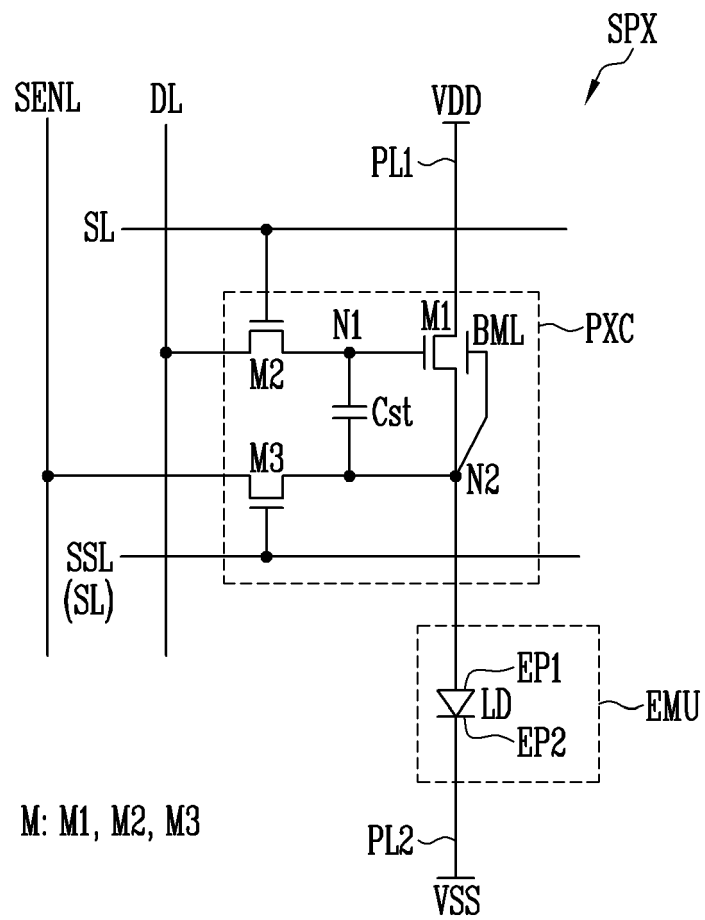 SPX
SENL
DL
VDD
PL1
SL
M1
BML
PXC
N1
M2
Cst
M3
N2
SSL
(SL)
EP1
LD
EMU
EP2
M: M1, M2, M3
PL2
VSS